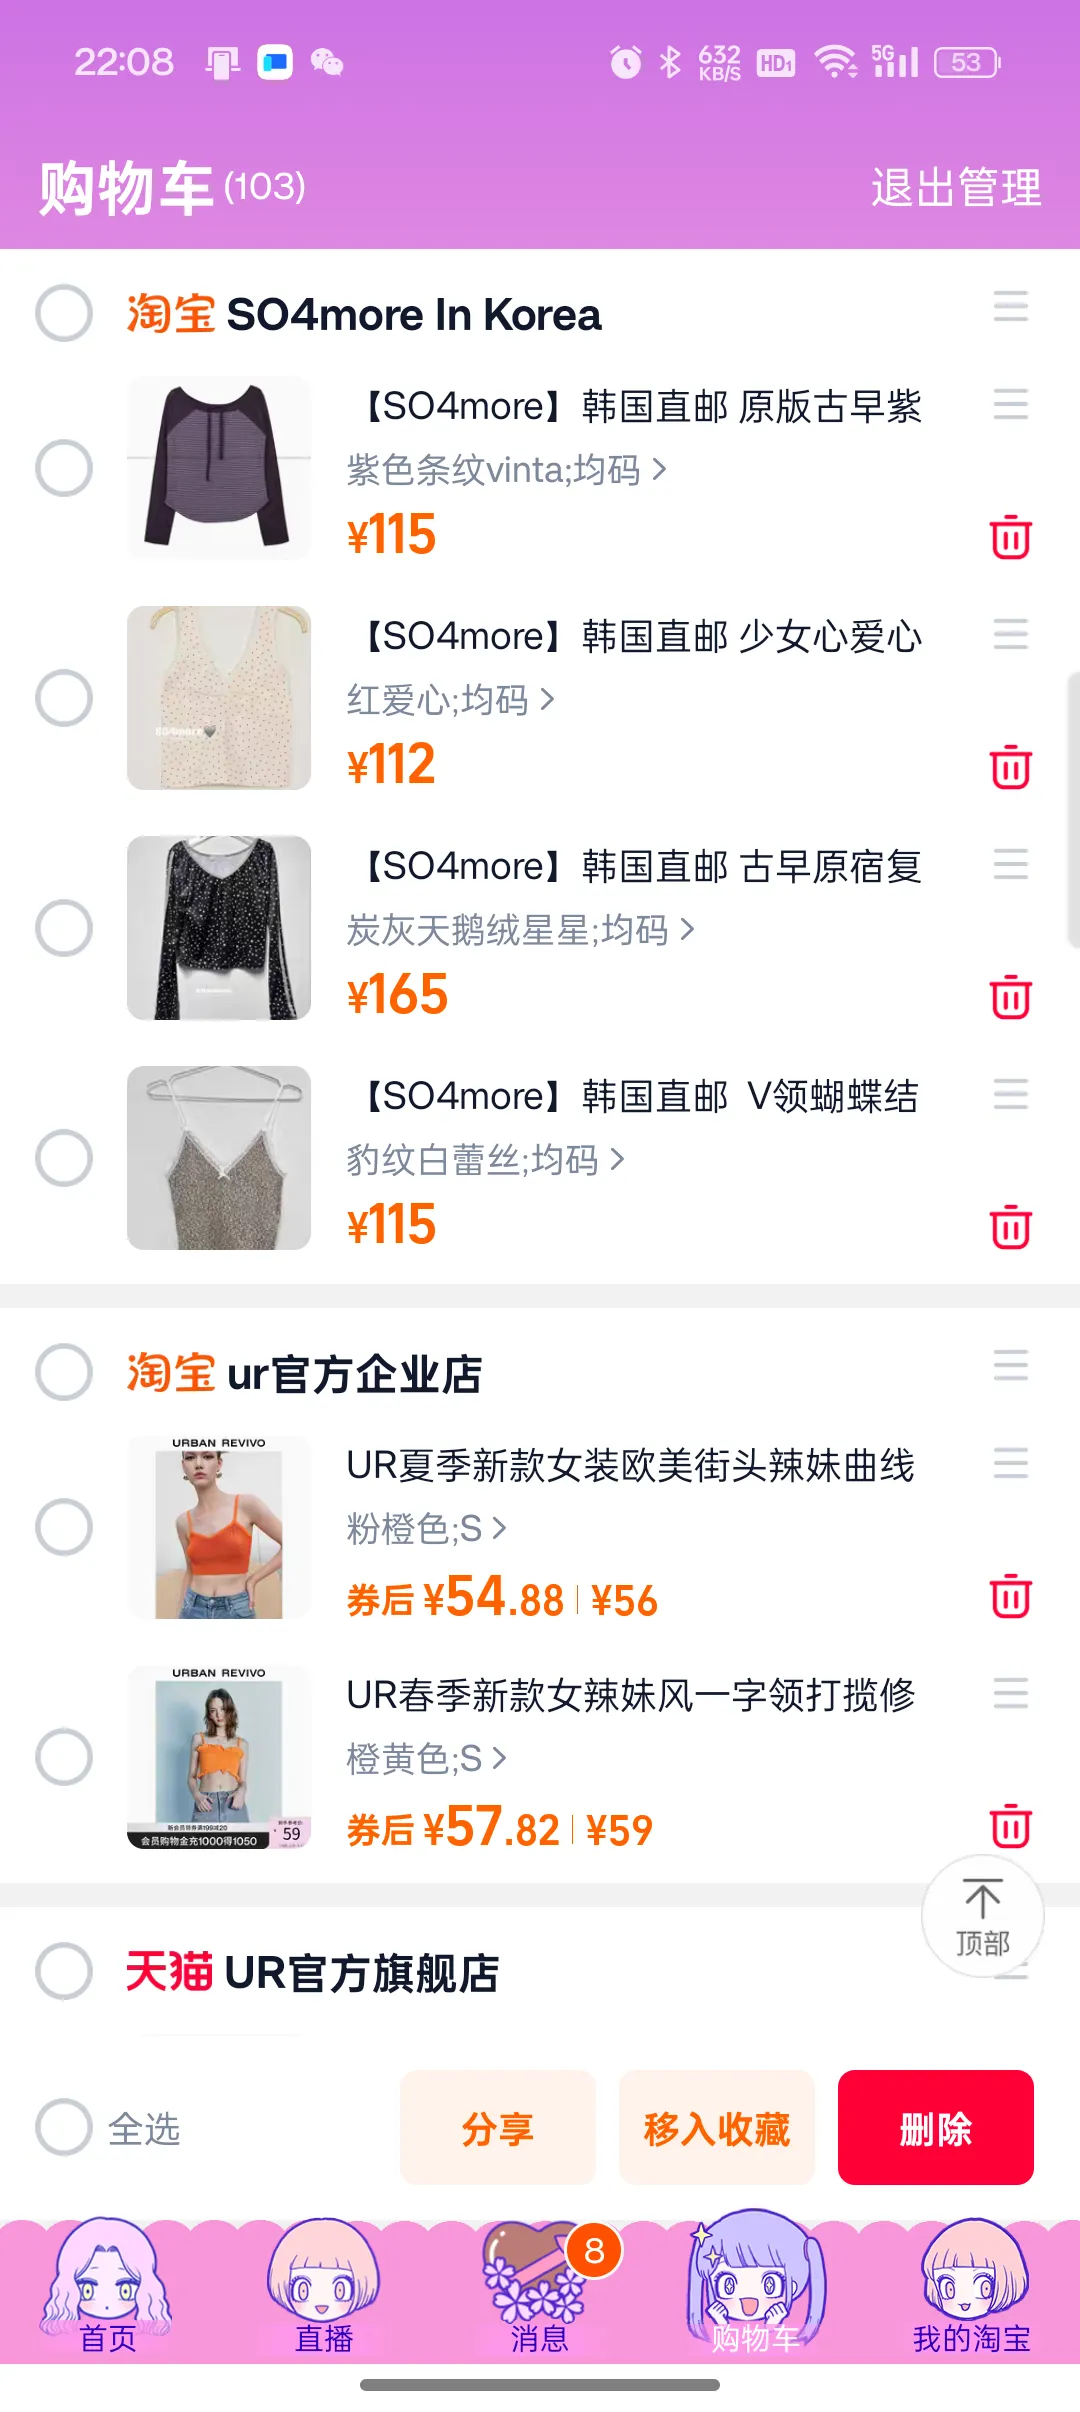 22:08
632
KB/S
HD1
5G
53
购物车(103)
退出管理
淘宝 SO4more In Korea
【SO4more】韩国直邮 原版古早紫
紫色条纹vinta;均码
¥115
【SO4more】韩国直邮 少女心爱心
SO4more
红爱心;均码
¥112
【SO4more】韩国直邮 古早原宿复
炭灰天鹅绒星星;均码
¥165
【SO4more】韩国直邮 V领蝴蝶结
豹纹白蕾丝;均码
¥115
淘宝 ur官方企业店
URBAN REVIVO
UR夏季新款女装欧美街头辣妹曲线
粉橙色;S
券后 ¥54.88 ¥56
URBAN REVIVO
UR春季新款女辣妹风一字领打揽修
橙黄色;S
会员购物金充1000得1050
59
券后 ¥57.82 ¥59
顶部
天猫 UR官方旗舰店
全选
分享
移入收藏
删除
8
首页
直播
消息
购物车
我的淘宝